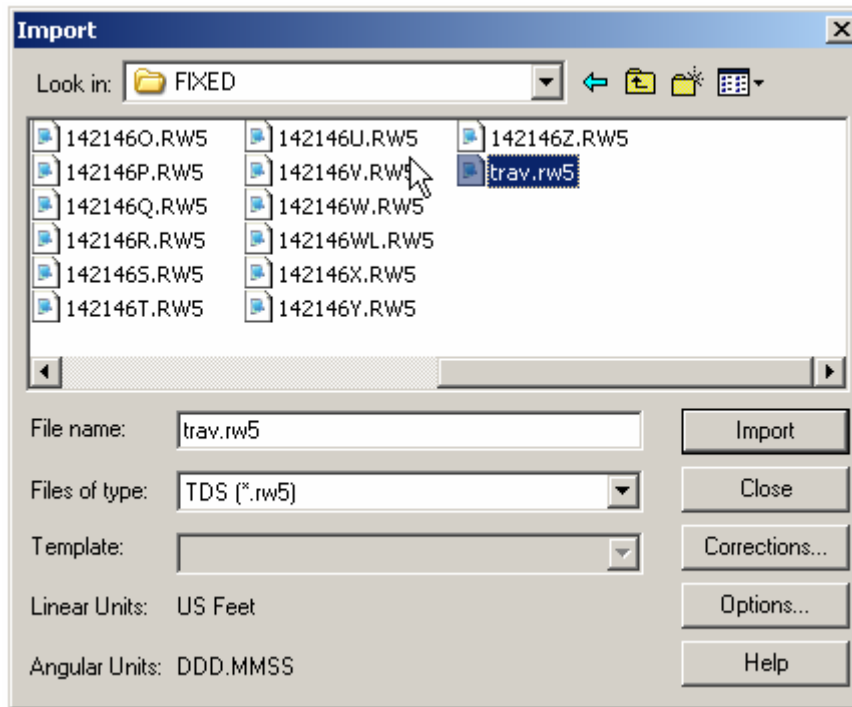 Import
Look in: FIXED
142146O.RW5 142146U.RW5 142146Z.RW5
142146P.RW5 142146V.RW5 trav.rw5
142146Q.RW5 142146W.RW5
142146R.RW5 142146WL.RW5
142146S.RW5 142146X.RW5
142146T.RW5 142146Y.RW5
File name: trav.rw5 Import
Files of type: TDS (*.rw5) Close
Template: Corrections...
Linear Units: US Feet Options...
Angular Units: DDD.MMSS Help